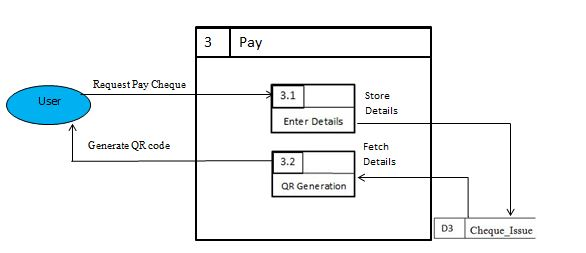 3 Pay
Request Pay Cheque
User
3.1
Store
Details
Enter Details
Generate QR code
Fetch
Details
3.2
QR Generation
D3 Cheque_Issue